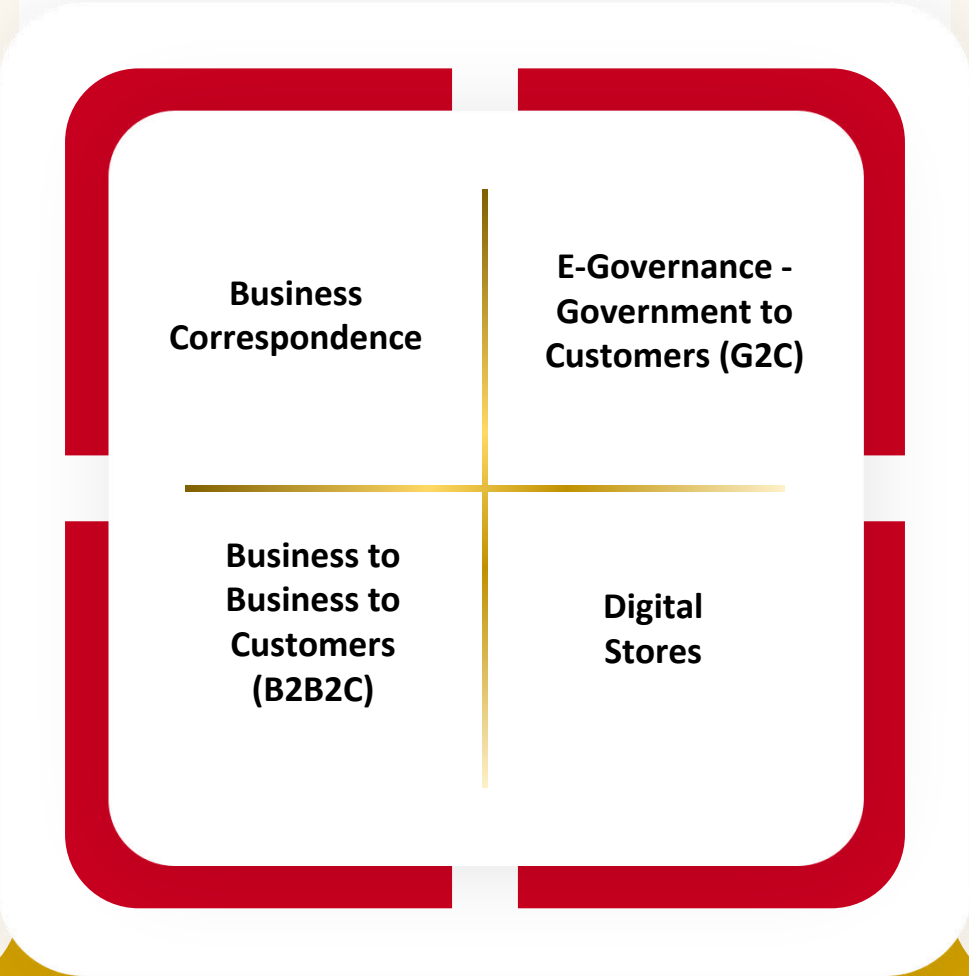 Business
Correspondence
E-Governance -
Government to
Customers (G2C)
Business to
Business to
Customers
(B2B2C)
Digital
Stores